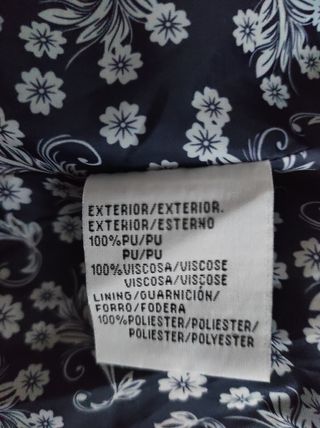 EXTERIOR/EXTERIOR.
EXTERIOR/ESTERNO
100%PU/PU
PU/PU
100%VISCOSA/VISCOSE
VISCOSA/VISCOSE
LINING/GUARNICIÓN/
FORRO/FODERA
100%POLIESTER/POLIESTER/
POLIESTER/POLYESTER